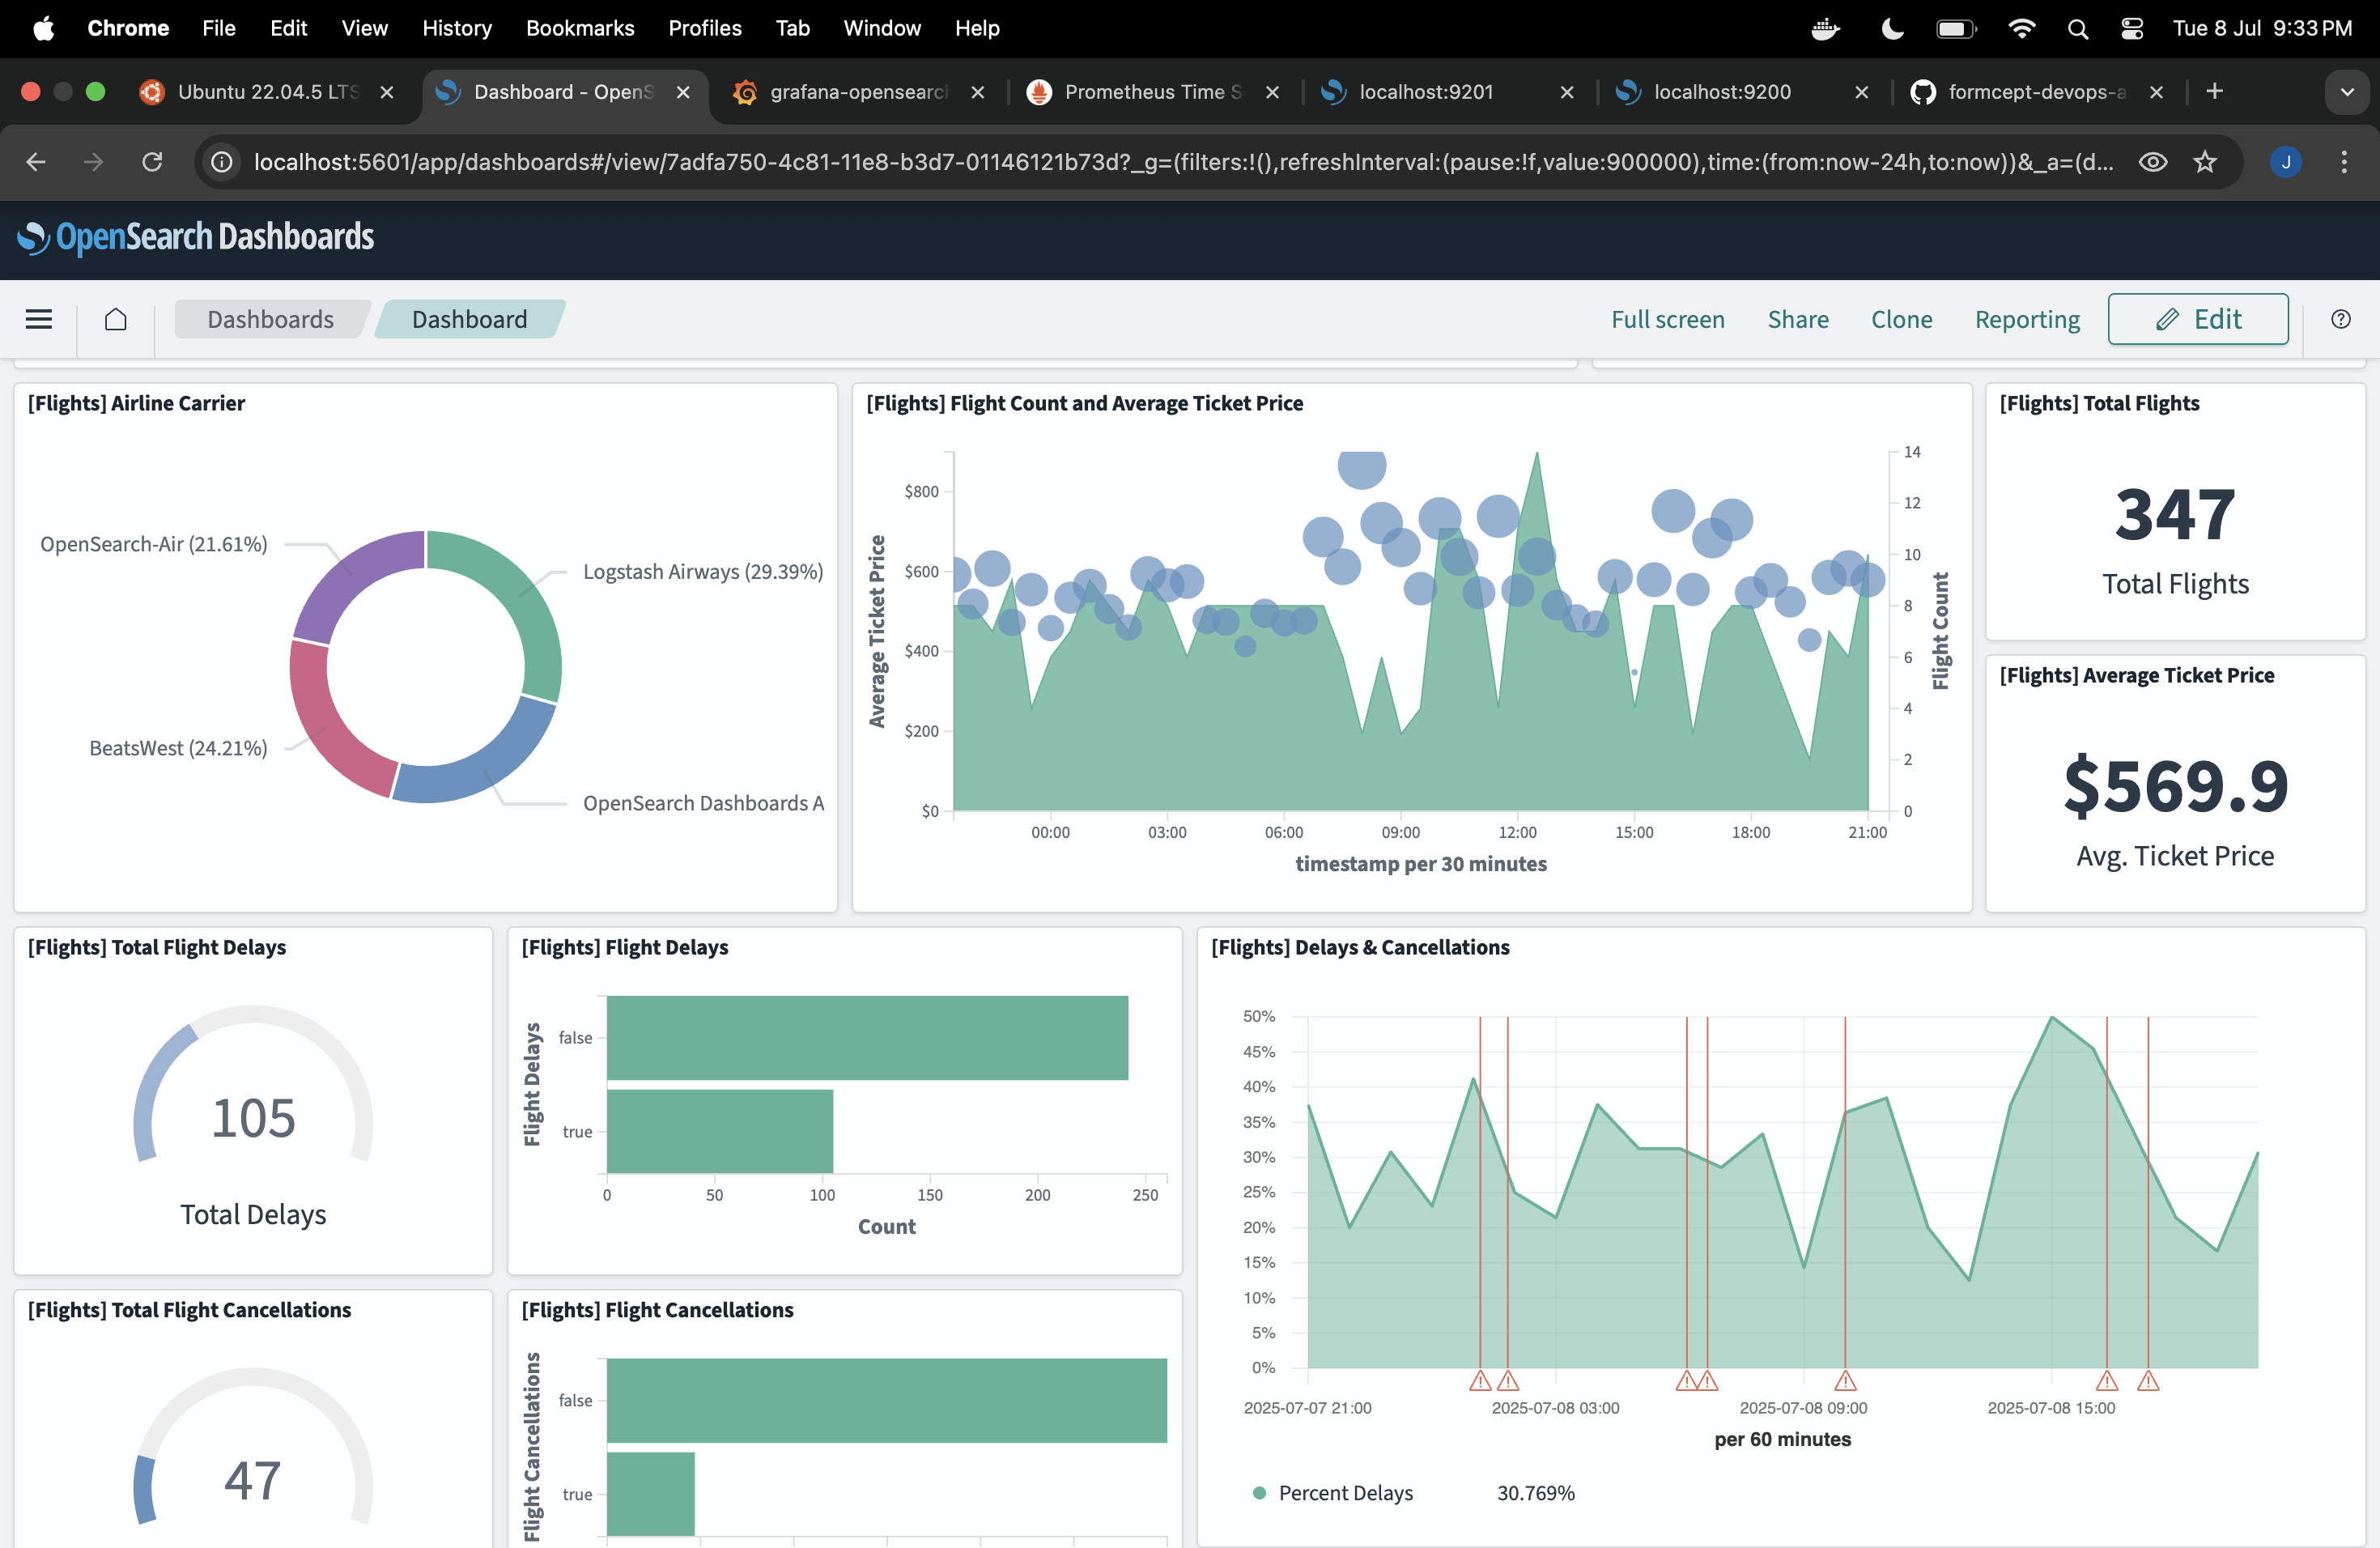 Chrome File Edit View History Bookmarks Profiles Tab Window Help Tue 8 Jul 9:33 PM
Ubuntu 22.04.5 LTS Dashboard - OpenS grafana-opensearch Prometheus Time S localhost:9201 localhost:9200 formcept-devops-a
localhost:5601/app/dashboards#/view/7adfa750-4c81-11e8-b3d7-01146121b73d?_g=(filters:!(),refreshInterval:(pause:!f,value:900000),time:(from:now-24h,to:now))&_a=(d... J
OpenSearch Dashboards
Dashboards Dashboard Full screen Share Clone Reporting Edit
[Flights] Airline Carrier
OpenSearch-Air (21.61%)
Logstash Airways (29.39%)
BeatsWest (24.21%)
OpenSearch Dashboards A
[Flights] Flight Count and Average Ticket Price
Average Ticket Price
$800
$600
$400
$200
$0
14
12
10
8
6
4
2
0
Flight Count
00:00 03:00 06:00 09:00 12:00 15:00 18:00 21:00
timestamp per 30 minutes
[Flights] Total Flights
347
Total Flights
[Flights] Average Ticket Price
$569.9
Avg. Ticket Price
[Flights] Total Flight Delays
105
Total Delays
[Flights] Flight Delays
Flight Delays
false
true
0 50 100 150 200 250
Count
[Flights] Delays & Cancellations
50%
45%
40%
35%
30%
25%
20%
15%
10%
5%
0%
2025-07-07 21:00 2025-07-08 03:00 2025-07-08 09:00 2025-07-08 15:00
per 60 minutes
Percent Delays 30.769%
[Flights] Total Flight Cancellations
47
[Flights] Flight Cancellations
Flight Cancellations
false
true